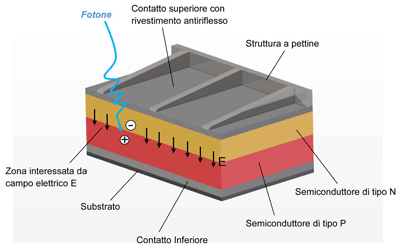 Fotone
Contatto superiore con
rivestimento antiriflesso
Struttura a pettine
−
+
E
Zona interessata da
campo elettrico E
Semiconduttore di tipo N
Substrato
Semiconduttore di tipo P
Contatto Inferiore